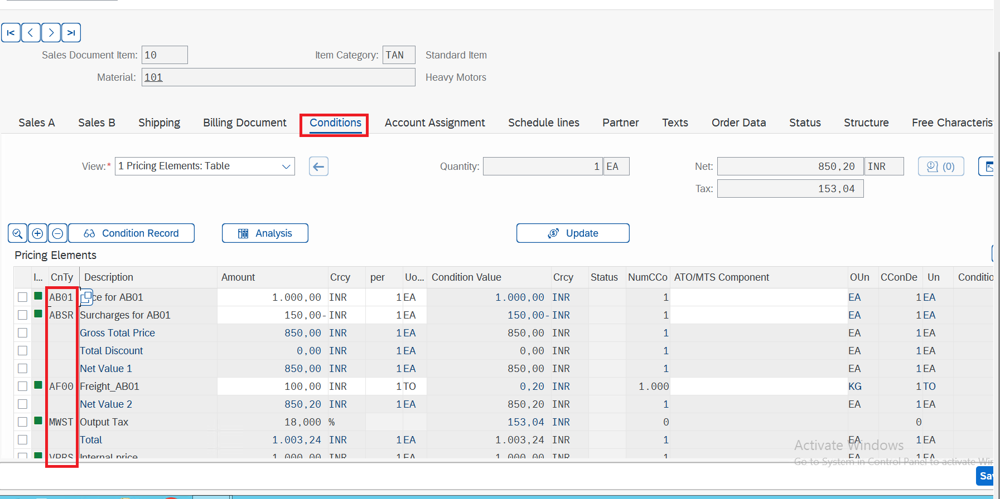 Sales Document Item: 10 Item Category: TAN Standard Item
Material: 101 Heavy Motors
Sales A Sales B Shipping Billing Document Conditions Account Assignment Schedule lines Partner Texts Order Data Status Structure Free Characteris
View:* 1 Pricing Elements: Table Quantity: 1 EA Net: 850,20 INR (0)
Tax: 153,04
Condition Record Analysis Update
Pricing Elements
I... CnTy Description Amount Crcy per Uo... Condition Value Crcy Status NumCCo ATO/MTS Component OUn CConDe Un Conditio
AB01 ce for AB01 1.000,00 INR 1 EA 1.000,00 INR 1 EA 1 EA
ABSR Surcharges for AB01 150,00- INR 1 EA 150,00- INR 1 EA 1 EA
Gross Total Price 850,00 INR 1 EA 850,00 INR 1 EA 1 EA
Total Discount 0,00 INR 1 EA 0,00 INR 1 EA 1 EA
Net Value 1 850,00 INR 1 EA 850,00 INR 1 EA 1 EA
AF00 Freight_AB01 100,00 INR 1 TO 0,20 INR 1.000 KG 1 TO
Net Value 2 850,20 INR 1 EA 850,20 INR 1 EA 1 EA
MWST Output Tax 18,000 % 153,04 INR 0 0
Total 1.003,24 INR 1 EA 1.003,24 INR 1 EA 1 EA
VPRS Internal price 1.000,00 INR 1 EA 1.000,00 INR 1 EA 1 EA
Activate Windows
Go to System in Control Panel to activate Win
Sav